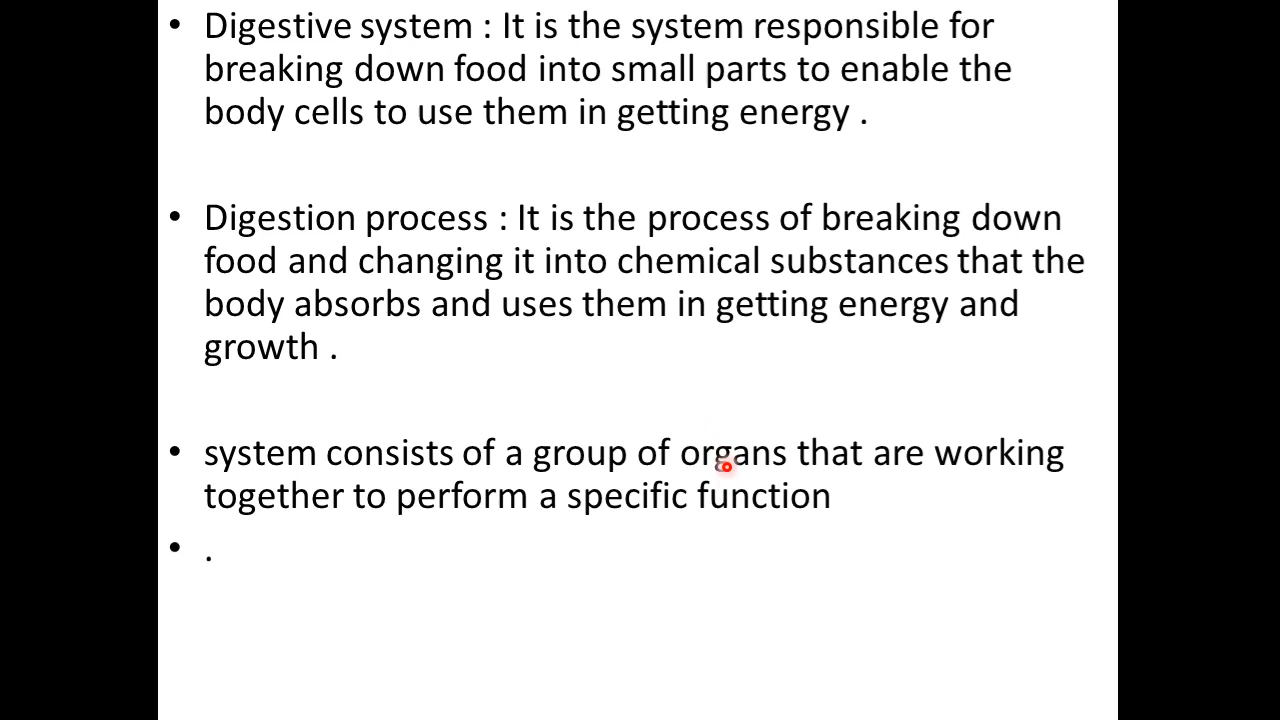 • Digestive system : It is the system responsible for
breaking down food into small parts to enable the
body cells to use them in getting energy .
• Digestion process : It is the process of breaking down
food and changing it into chemical substances that the
body absorbs and uses them in getting energy and
growth .
• system consists of a group of organs that are working
together to perform a specific function
• .